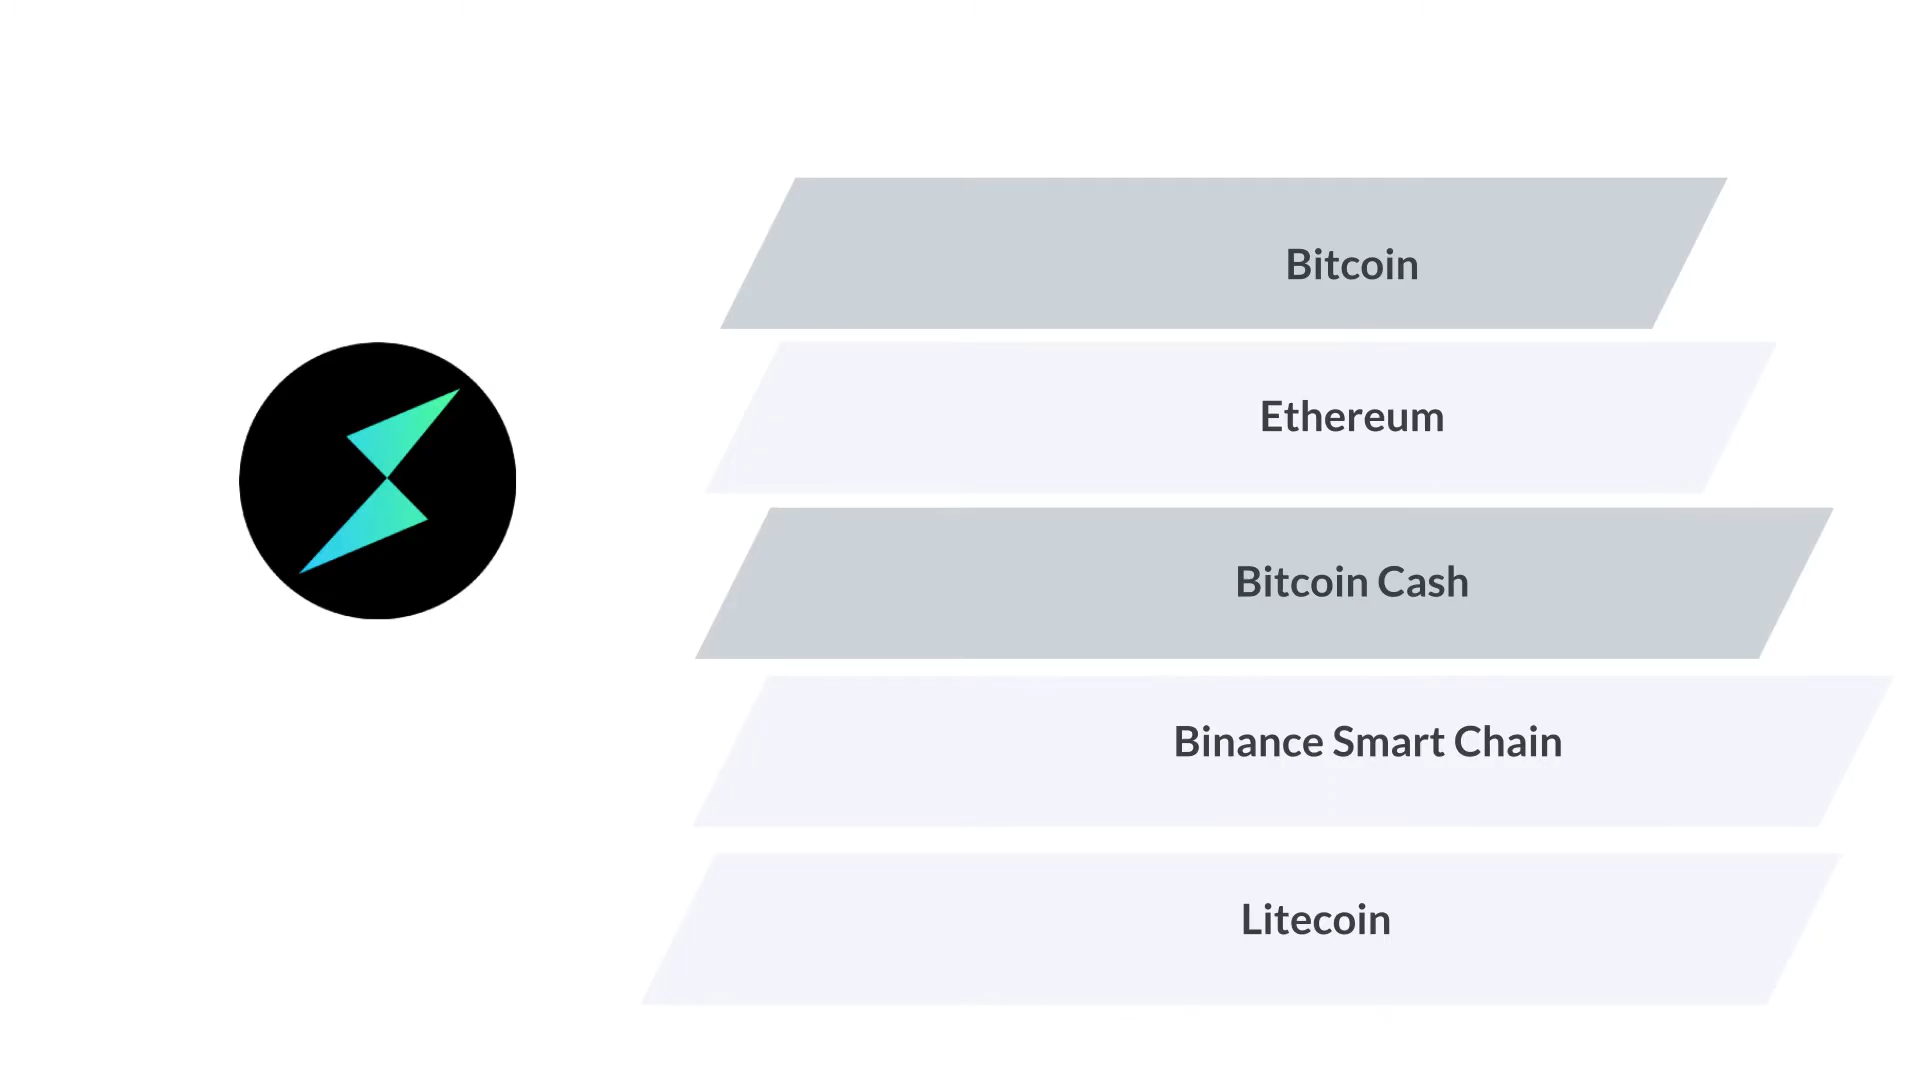 Bitcoin
Ethereum
Bitcoin Cash
Binance Smart Chain
Litecoin